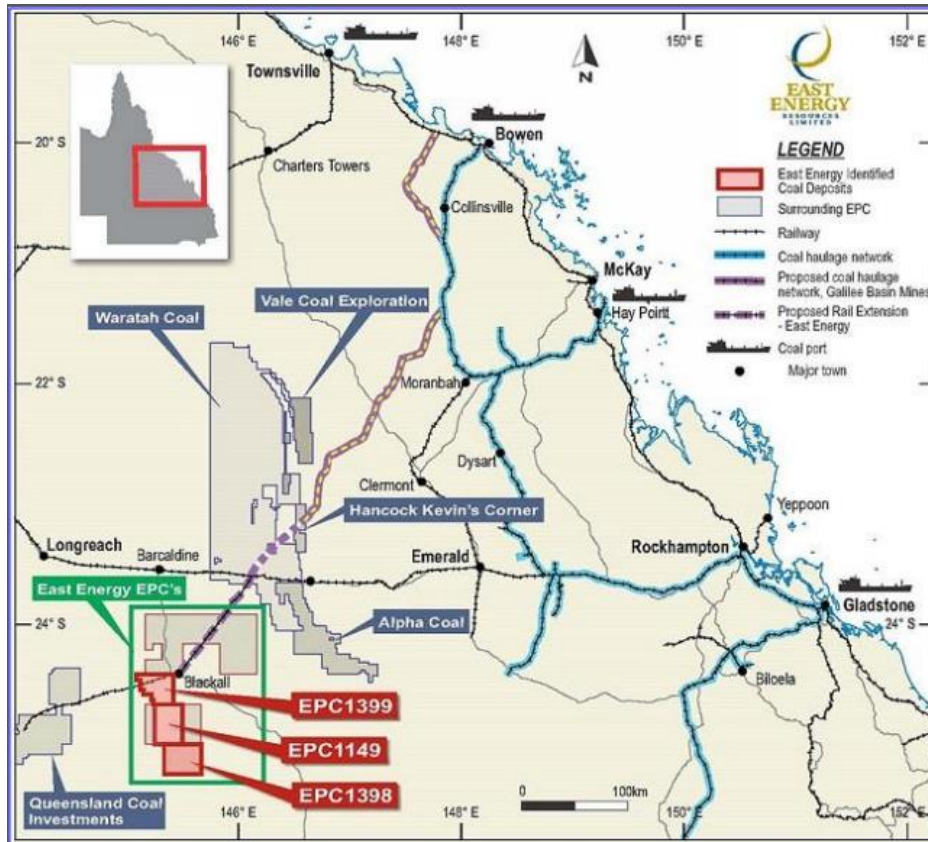 146° E
148° E
150° E
152° E
Townsville
N
EAST
ENERGY
RESOURCES
LIMITED
20° S
Charters Towers
Bowen
LEGEND
East Energy Identified
Coal Deposits
Surrounding EPC
Railway
Coal haulage network
Proposed coal haulage
network, Galilee Basin Mines
Proposed Rail Extension
- East Energy
Coal port
Major town
Collinsville
McKay
Hay Poirtt
Vale Coal Exploration
Waratah Coal
22° S
Moranbah
Dysart
Clermont
Hancock Kevin's Corner
Yeppoon
Longreach
Barcaldine
Emerald
Rockhampton
East Energy EPC's
Gladstone
24° S
24° S
Alpha Coal
Blackall
Biloela
EPC1399
EPC1149
EPC1398
Queensland Coal
Investments
0
100km
146° E
148° E
150° E
152° E